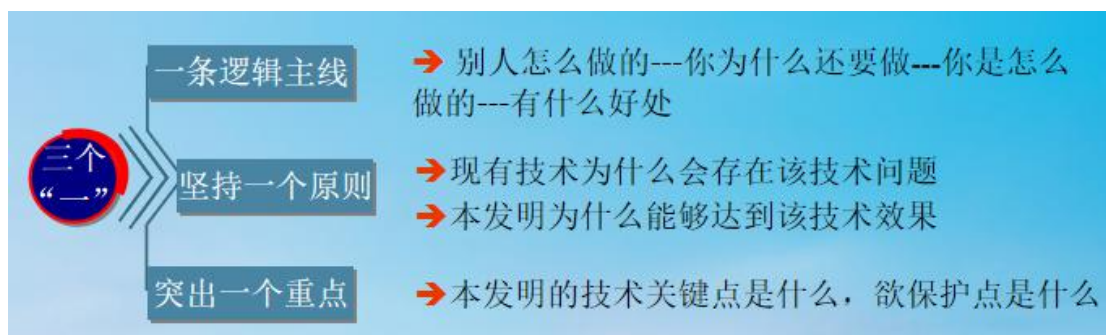 三个
“一”
一条逻辑主线
➔ 别人怎么做的---你为什么还要做---你是怎么
做的---有什么好处
坚持一个原则
➔现有技术为什么会存在该技术问题
➔本发明为什么能够达到该技术效果
突出一个重点
➔本发明的技术关键点是什么，欲保护点是什么